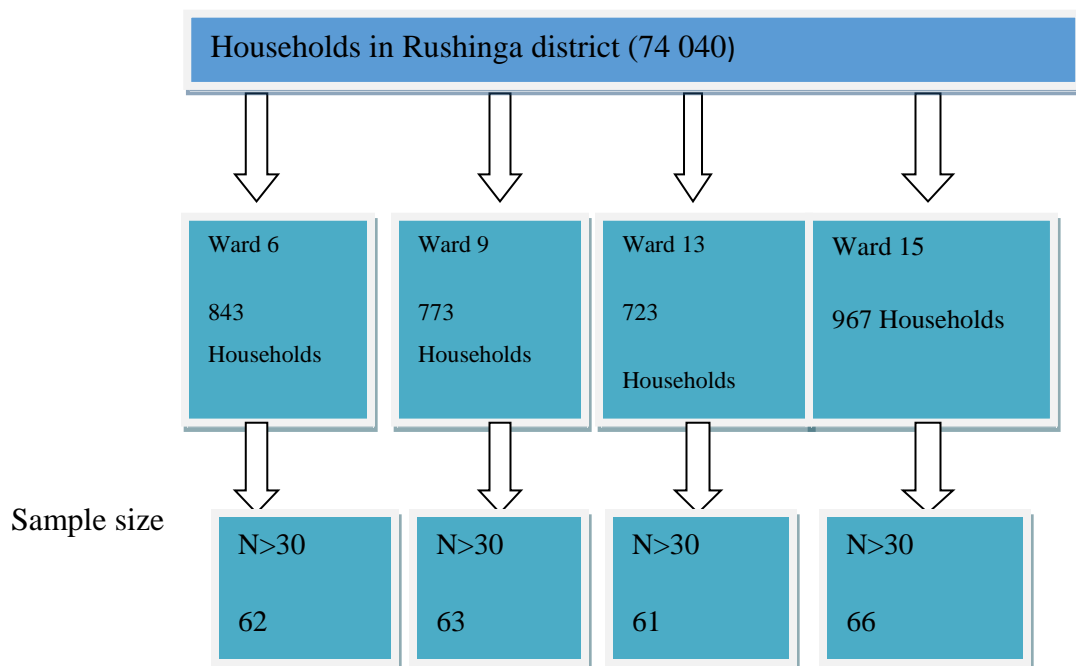 Households in Rushinga district (74 040)
Ward 6
843
Households
Ward 9
773
Households
Ward 13
723
Households
Ward 15
967 Households
Sample size
N>30
62
N>30
63
N>30
61
N>30
66